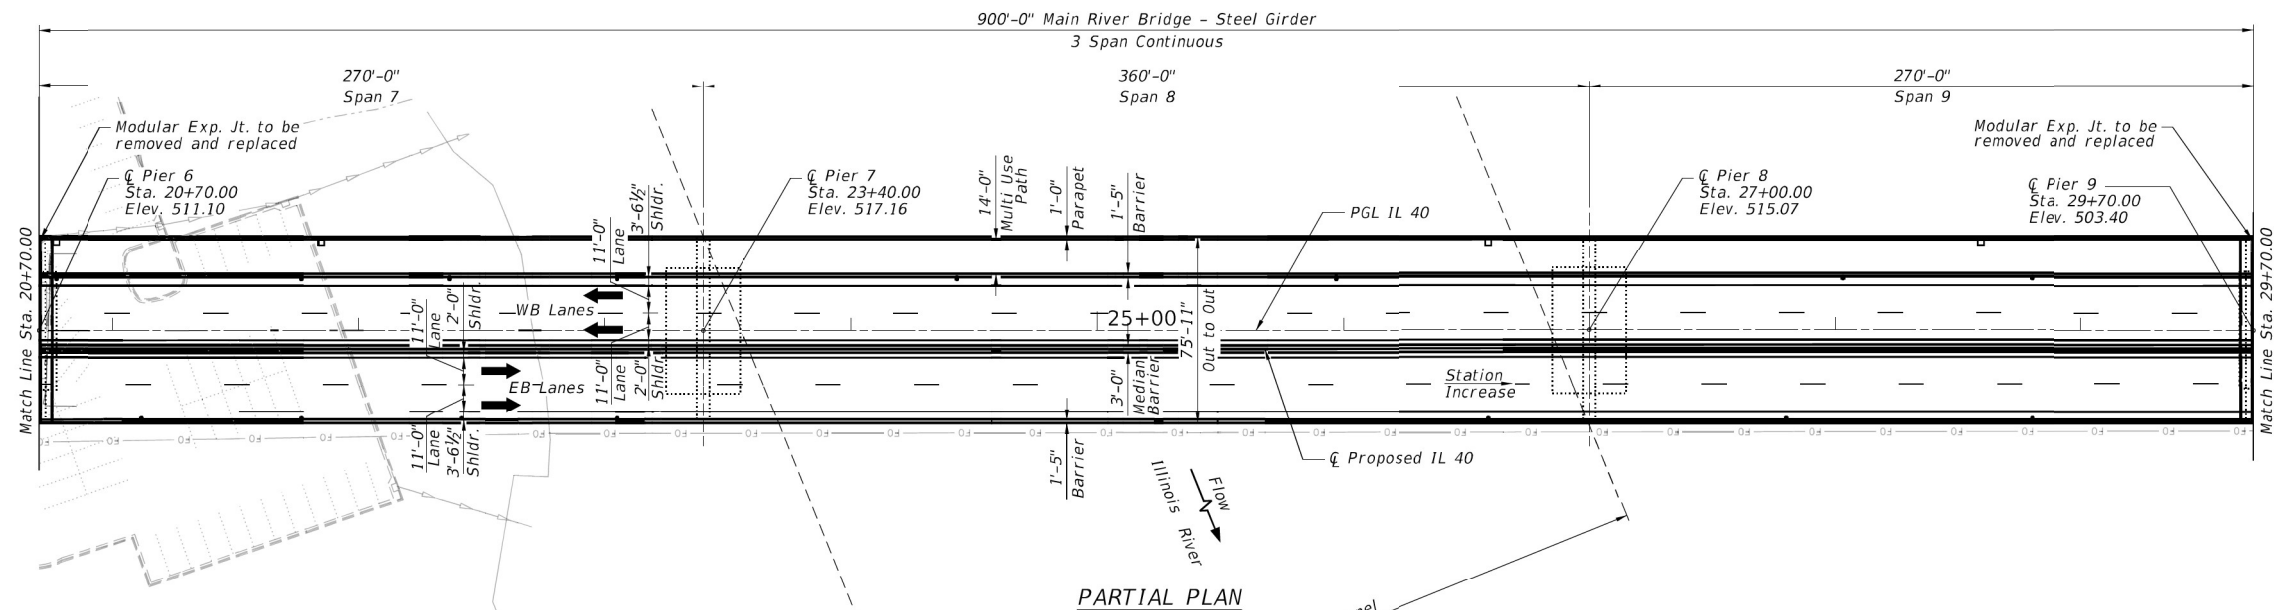 900'-0" Main River Bridge – Steel Girder
3 Span Continuous
270'-0"
Span 7
360'-0"
Span 8
270'-0"
Span 9
Modular Exp. Jt. to be
removed and replaced
Modular Exp. Jt. to be
removed and replaced
℄ Pier 6
Sta. 20+70.00
Elev. 511.10
℄ Pier 7
Sta. 23+40.00
Elev. 517.16
℄ Pier 8
Sta. 27+00.00
Elev. 515.07
℄ Pier 9
Sta. 29+70.00
Elev. 503.40
PGL IL 40
11'-0"
Lane
3'-6½"
Shldr.
14'-0"
Multi Use
Path
1'-0"
Parapet
1'-5"
Barrier
Match Line Sta. 20+70.00
Match Line Sta. 29+70.00
WB Lanes
11'-0"
Lane
2'-0"
Shldr.
EB Lanes
11'-0"
Lane
2'-0"
Shldr.
25+00
75'-11"
Out to Out
3'-0"
Median
Barrier
Station
Increase
11'-0"
Lane
3'-6½"
Shldr.
1'-5"
Barrier
℄ Proposed IL 40
Flow
Illinois River
PARTIAL PLAN